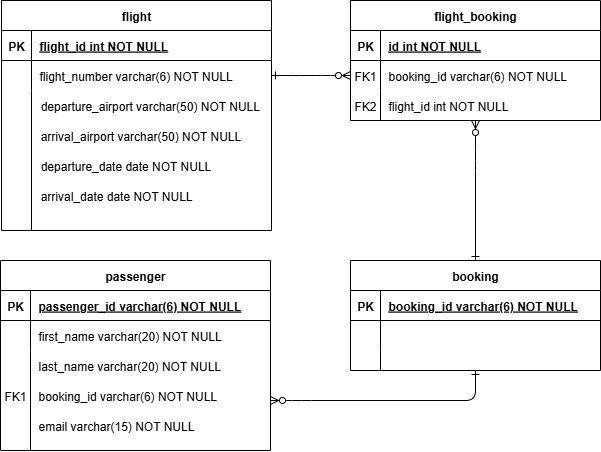 flight
PK flight_id int NOT NULL
flight_number varchar(6) NOT NULL
departure_airport varchar(50) NOT NULL
arrival_airport varchar(50) NOT NULL
departure_date date NOT NULL
arrival_date date NOT NULL
flight_booking
PK id int NOT NULL
FK1 booking_id varchar(6) NOT NULL
FK2 flight_id int NOT NULL
passenger
PK passenger_id varchar(6) NOT NULL
first_name varchar(20) NOT NULL
last_name varchar(20) NOT NULL
FK1 booking_id varchar(6) NOT NULL
email varchar(15) NOT NULL
booking
PK booking_id varchar(6) NOT NULL